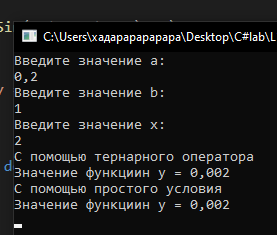 C:\Users\хадарарарарара\Desktop\C#lab\L
Si
Введите значение a:
0,2
Введите значение b:
1
Введите значение x:
2
С помощью тернарного оператора
Значение функциин y = 0,002
С помощью простого условия
Значение функциин y = 0,002
d